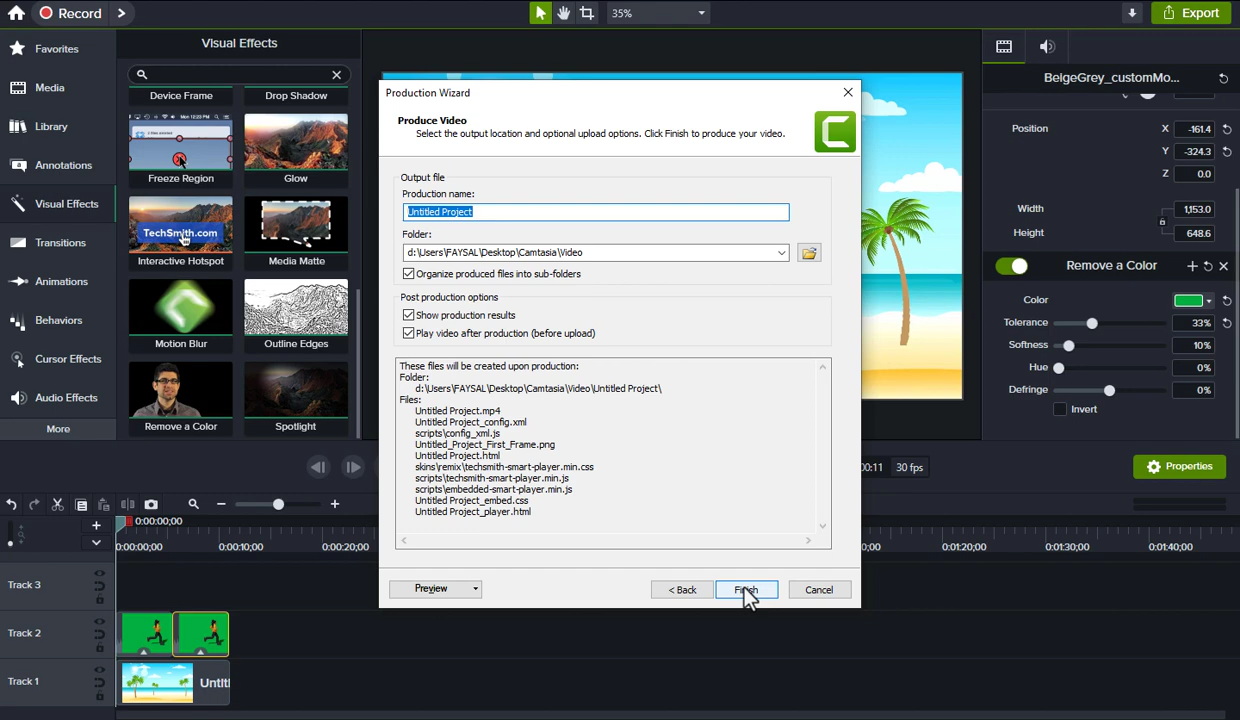 Record
35%
Export
Favorites
Media
Library
Annotations
Visual Effects
Transitions
Animations
Behaviors
Cursor Effects
Audio Effects
More
Visual Effects
Device Frame
Drop Shadow
Freeze Region
Glow
TechSmith.com
Interactive Hotspot
Media Matte
Motion Blur
Outline Edges
Remove a Color
Spotlight
Production Wizard
Produce Video
Select the output location and optional upload options. Click Finish to produce your video.
Output file
Production name:
Untitled Project
Folder:
d:\Users\FAYSAL\Desktop\Camtasia\Video
Organize produced files into sub-folders
Post production options
Show production results
Play video after production (before upload)
These files will be created upon production:
Folder:
d:\Users\FAYSAL\Desktop\Camtasia\Video\Untitled Project\
Files:
Untitled Project.mp4
Untitled Project_config.xml
scripts\config_xml.js
Untitled_Project_First_Frame.png
Untitled Project.html
skins\remix\techsmith-smart-player.min.css
scripts\techsmith-smart-player.min.js
scripts\embedded-smart-player.min.js
Untitled Project_embed.css
Untitled Project_player.html
Preview
< Back
Finish
Cancel
BeigeGrey_customMo...
Position
X -161.4
Y -324.3
Z 0.0
Width 1,153.0
Height 648.6
Remove a Color
Color
Tolerance 33%
Softness 10%
Hue 0%
Defringe 0%
Invert
00:11 30 fps
Properties
0:00:00;00
0:00:00;00 0:00:10;00 0:00:20;00 00;00 0:01:20;00 0:01:30;00 0:01:40;00
Track 3
Track 2
Track 1
Untitl